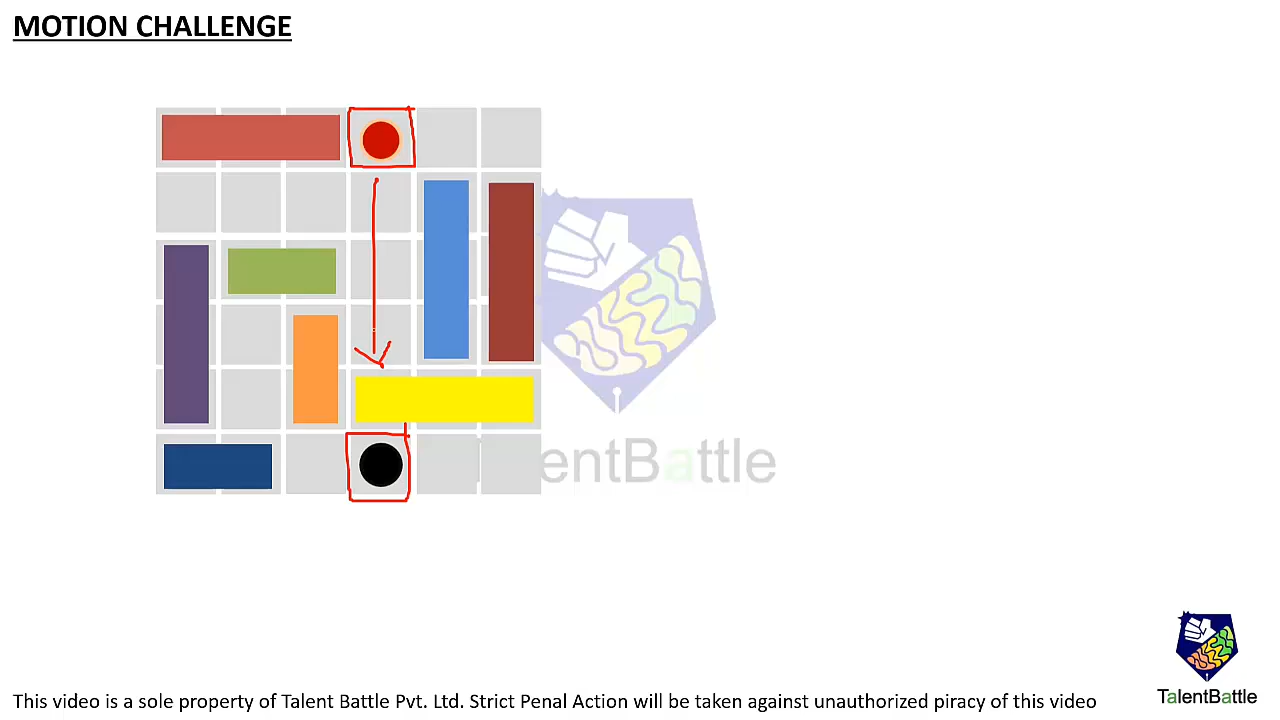 MOTION CHALLENGE
entBattle
TalentBattle
This video is a sole property of Talent Battle Pvt. Ltd. Strict Penal Action will be taken against unauthorized piracy of this video